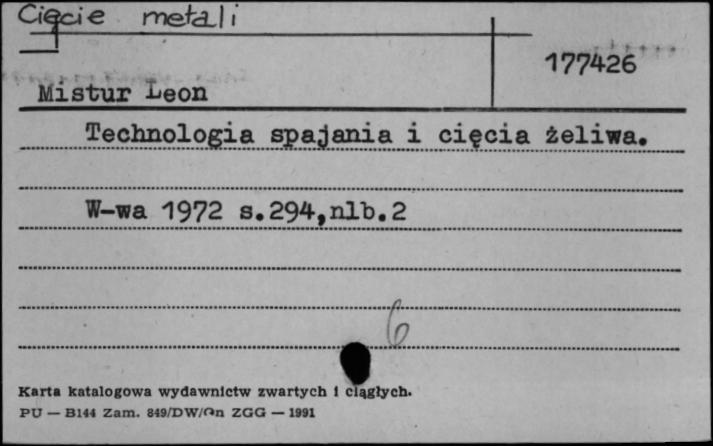 Cięcie metali
177426
Mistur Leon
Technologia spajania i cięcia żeliwa.
W-wa 1972 s.294,nlb.2
6
Karta katalogowa wydawnictw zwartych i ciągłych.
PU — B144 Zam. 849/DW/Gn ZGG — 1991